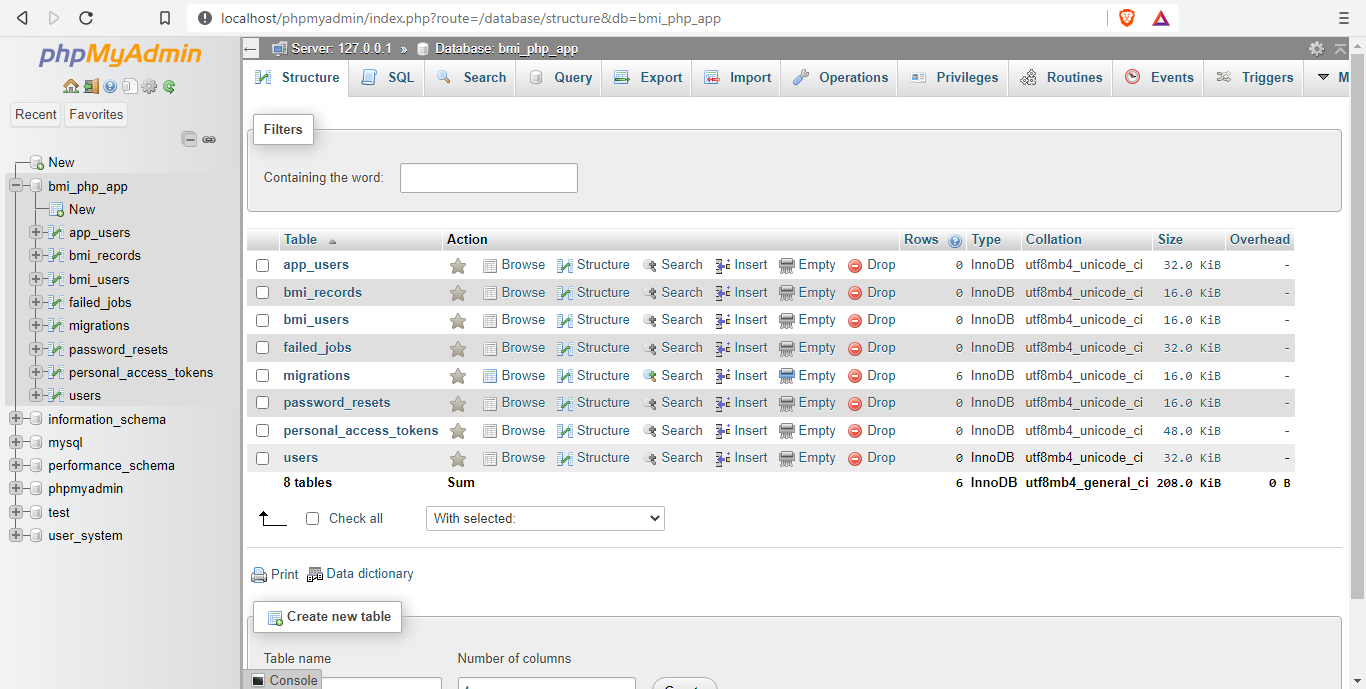 localhost/phpmyadmin/index.php?route=/database/structure&db=bmi_php_app
phpMyAdmin
Recent Favorites
New
bmi_php_app
New
app_users
bmi_records
bmi_users
failed_jobs
migrations
password_resets
personal_access_tokens
users
information_schema
mysql
performance_schema
phpmyadmin
test
user_system
Server: 127.0.0.1 » Database: bmi_php_app
Structure SQL Search Query Export Import Operations Privileges Routines Events Triggers M
Filters
Containing the word:
Table Action Rows Type Collation Size Overhead
app_users Browse Structure Search Insert Empty Drop 0 InnoDB utf8mb4_unicode_ci 32.0 KiB -
bmi_records Browse Structure Search Insert Empty Drop 0 InnoDB utf8mb4_unicode_ci 16.0 KiB -
bmi_users Browse Structure Search Insert Empty Drop 0 InnoDB utf8mb4_unicode_ci 16.0 KiB -
failed_jobs Browse Structure Search Insert Empty Drop 0 InnoDB utf8mb4_unicode_ci 32.0 KiB -
migrations Browse Structure Search Insert Empty Drop 6 InnoDB utf8mb4_unicode_ci 16.0 KiB -
password_resets Browse Structure Search Insert Empty Drop 0 InnoDB utf8mb4_unicode_ci 16.0 KiB -
personal_access_tokens Browse Structure Search Insert Empty Drop 0 InnoDB utf8mb4_unicode_ci 48.0 KiB -
users Browse Structure Search Insert Empty Drop 0 InnoDB utf8mb4_unicode_ci 32.0 KiB -
8 tables Sum 6 InnoDB utf8mb4_general_ci 208.0 KiB 0 B
Check all With selected:
Print Data dictionary
Create new table
Table name Number of columns
Console